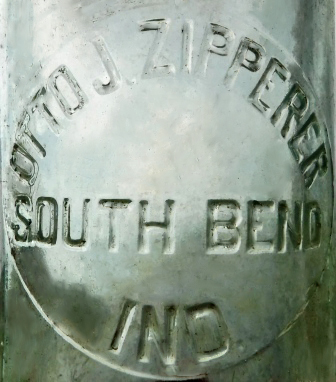 OTTO J. ZIPPERER
SOUTH BEND
IND